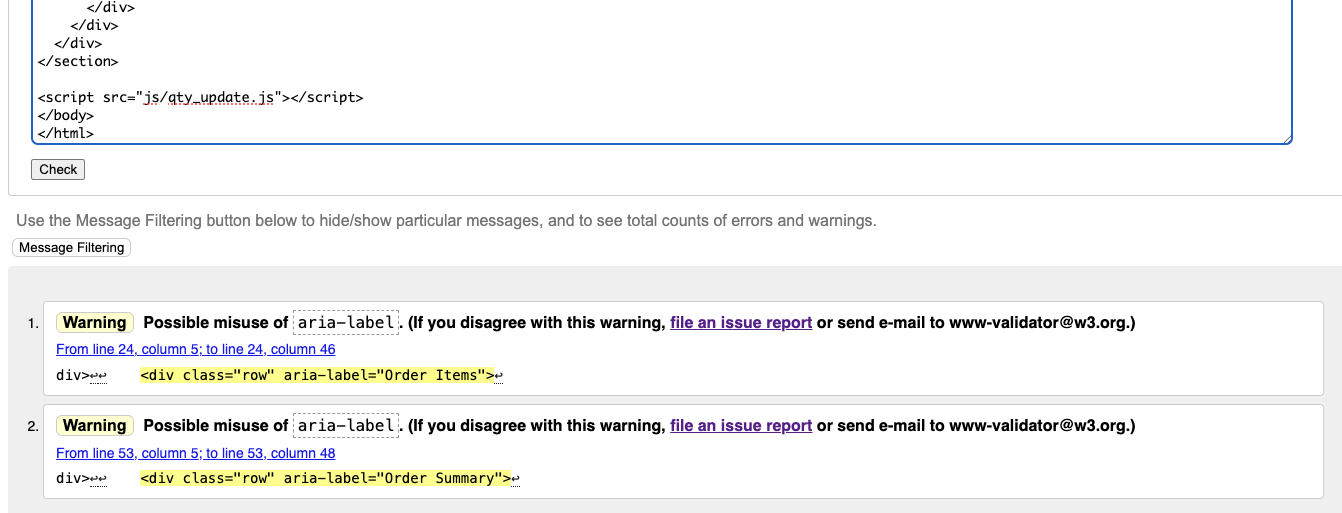 </div>
</div>
</div>
</section>
<script src="js/qty_update.js"></script>
</body>
</html>
Check
Use the Message Filtering button below to hide/show particular messages, and to see total counts of errors and warnings.
Message Filtering
1. Warning Possible misuse of aria-label. (If you disagree with this warning, file an issue report or send e-mail to www-validator@w3.org.)
From line 24, column 5; to line 24, column 46
div>↩↩ <div class="row" aria-label="Order Items">↩
2. Warning Possible misuse of aria-label. (If you disagree with this warning, file an issue report or send e-mail to www-validator@w3.org.)
From line 53, column 5; to line 53, column 48
div>↩↩ <div class="row" aria-label="Order Summary">↩